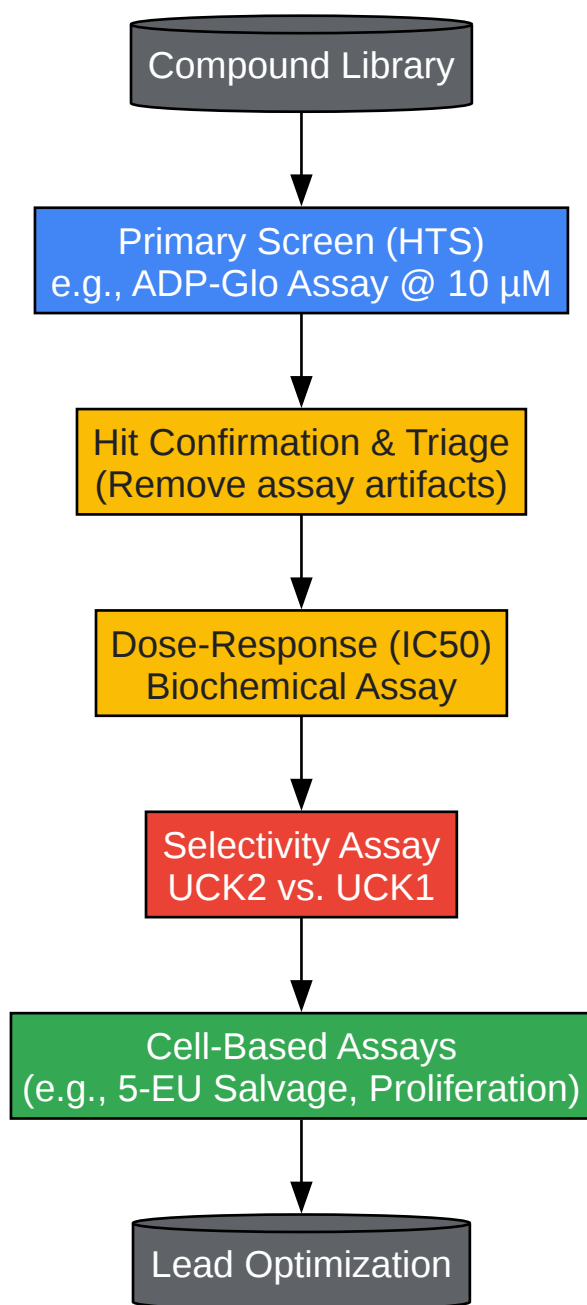 Compound Library
Primary Screen (HTS)
e.g., ADP-Glo Assay @ 10 µM
Hit Confirmation & Triage
(Remove assay artifacts)
Dose-Response (IC50)
Biochemical Assay
Selectivity Assay
UCK2 vs. UCK1
Cell-Based Assays
(e.g., 5-EU Salvage, Proliferation)
Lead Optimization